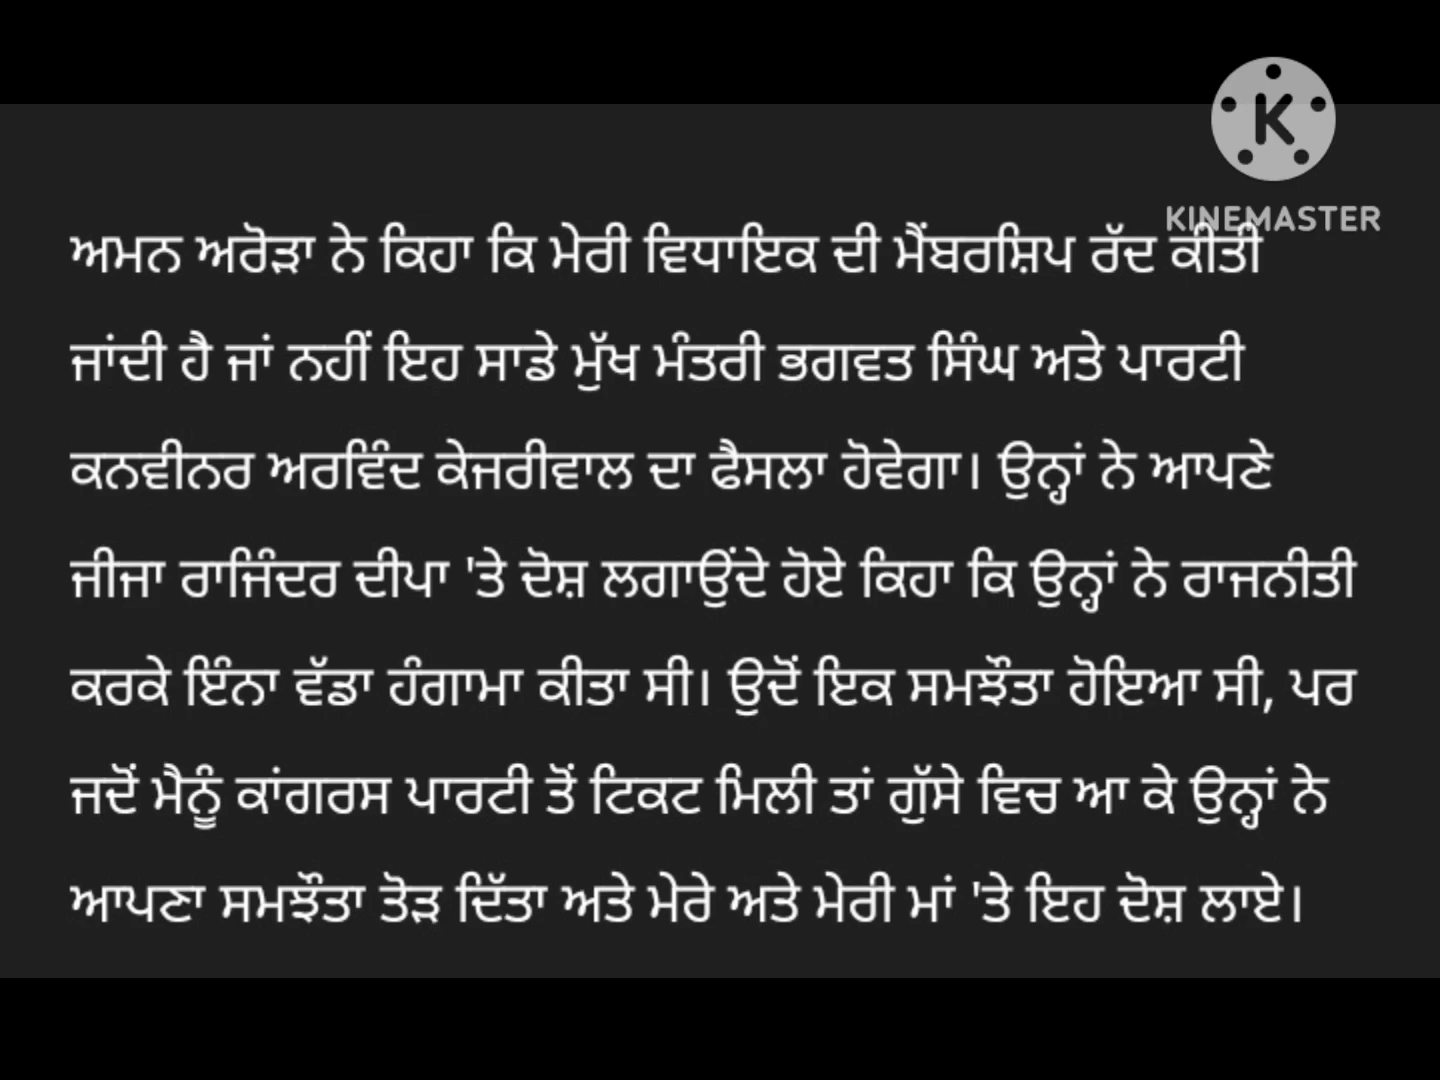 KINEMASTER
ਅਮਨ ਅਰੋੜਾ ਨੇ ਕਿਹਾ ਕਿ ਮੇਰੀ ਵਿਧਾਇਕ ਦੀ ਮੈਂਬਰਸ਼ਿਪ ਰੱਦ ਕੀਤੀ
ਜਾਂਦੀ ਹੈ ਜਾਂ ਨਹੀਂ ਇਹ ਸਾਡੇ ਮੁੱਖ ਮੰਤਰੀ ਭਗਵਤ ਸਿੰਘ ਅਤੇ ਪਾਰਟੀ
ਕਨਵੀਨਰ ਅਰਵਿੰਦ ਕੇਜਰੀਵਾਲ ਦਾ ਫੈਸਲਾ ਹੋਵੇਗਾ। ਉਨ੍ਹਾਂ ਨੇ ਆਪਣੇ
ਜੀਜਾ ਰਾਜਿੰਦਰ ਦੀਪਾ 'ਤੇ ਦੋਸ਼ ਲਗਾਉਂਦੇ ਹੋਏ ਕਿਹਾ ਕਿ ਉਨ੍ਹਾਂ ਨੇ ਰਾਜਨੀਤੀ
ਕਰਕੇ ਇੰਨਾ ਵੱਡਾ ਹੰਗਾਮਾ ਕੀਤਾ ਸੀ। ਉਦੋਂ ਇਕ ਸਮਝੌਤਾ ਹੋਇਆ ਸੀ, ਪਰ
ਜਦੋਂ ਮੈਨੂੰ ਕਾਂਗਰਸ ਪਾਰਟੀ ਤੋਂ ਟਿਕਟ ਮਿਲੀ ਤਾਂ ਗੁੱਸੇ ਵਿਚ ਆ ਕੇ ਉਨ੍ਹਾਂ ਨੇ
ਆਪਣਾ ਸਮਝੌਤਾ ਤੋੜ ਦਿੱਤਾ ਅਤੇ ਮੇਰੇ ਅਤੇ ਮੇਰੀ ਮਾਂ 'ਤੇ ਇਹ ਦੋਸ਼ ਲਾਏ।